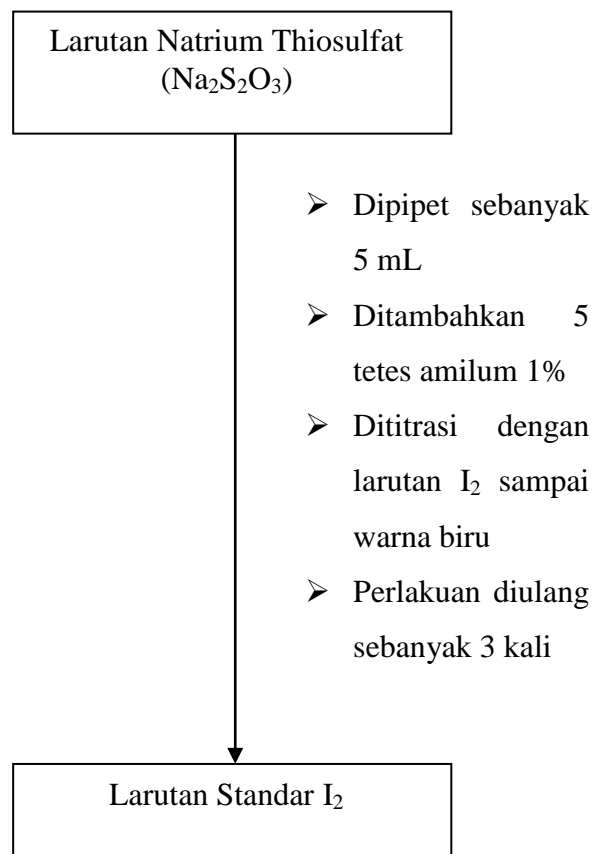 Larutan Natrium Thiosulfat
(Na₂S₂O₃)
➢ Dipipet sebanyak
5 mL
➢ Ditambahkan 5
tetes amilum 1%
➢ Dititrasi dengan
larutan I₂ sampai
warna biru
➢ Perlakuan diulang
sebanyak 3 kali
Larutan Standar I₂